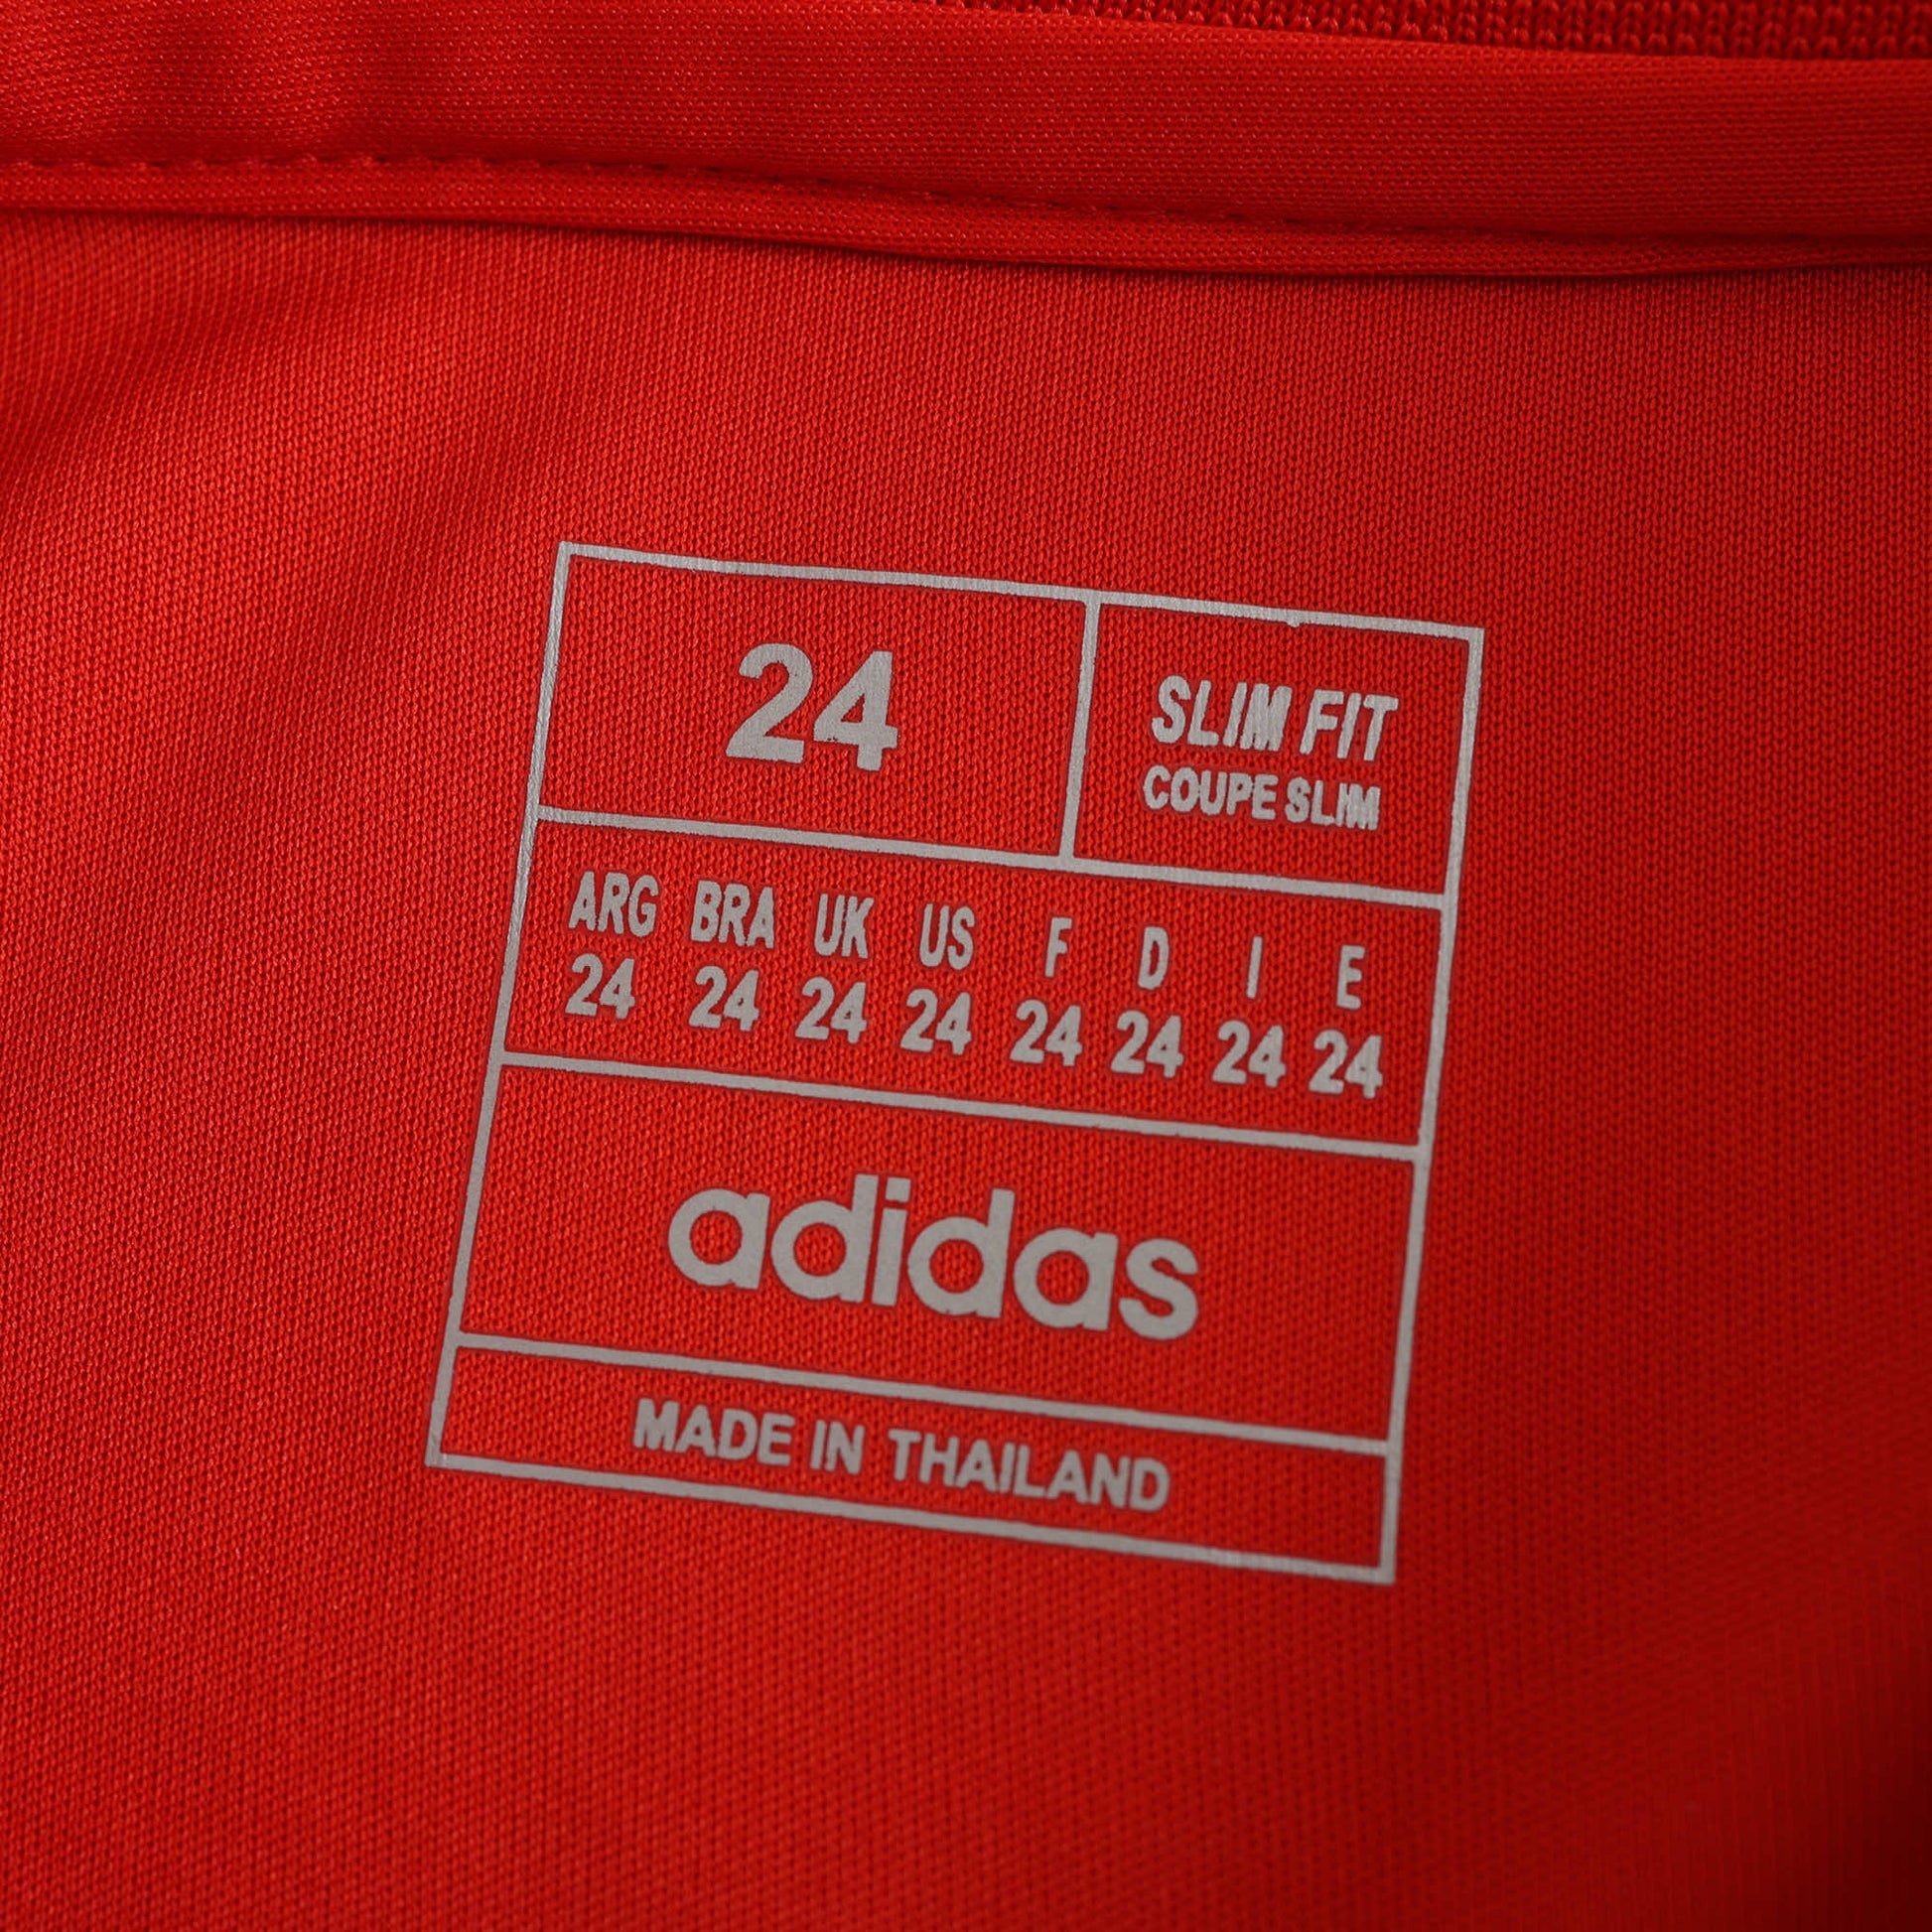 24
SLIM FIT
COUPE SLIM
ARG BRA UK US F D I E
24 24 24 24 24 24 24 24
adidas
MADE IN THAILAND